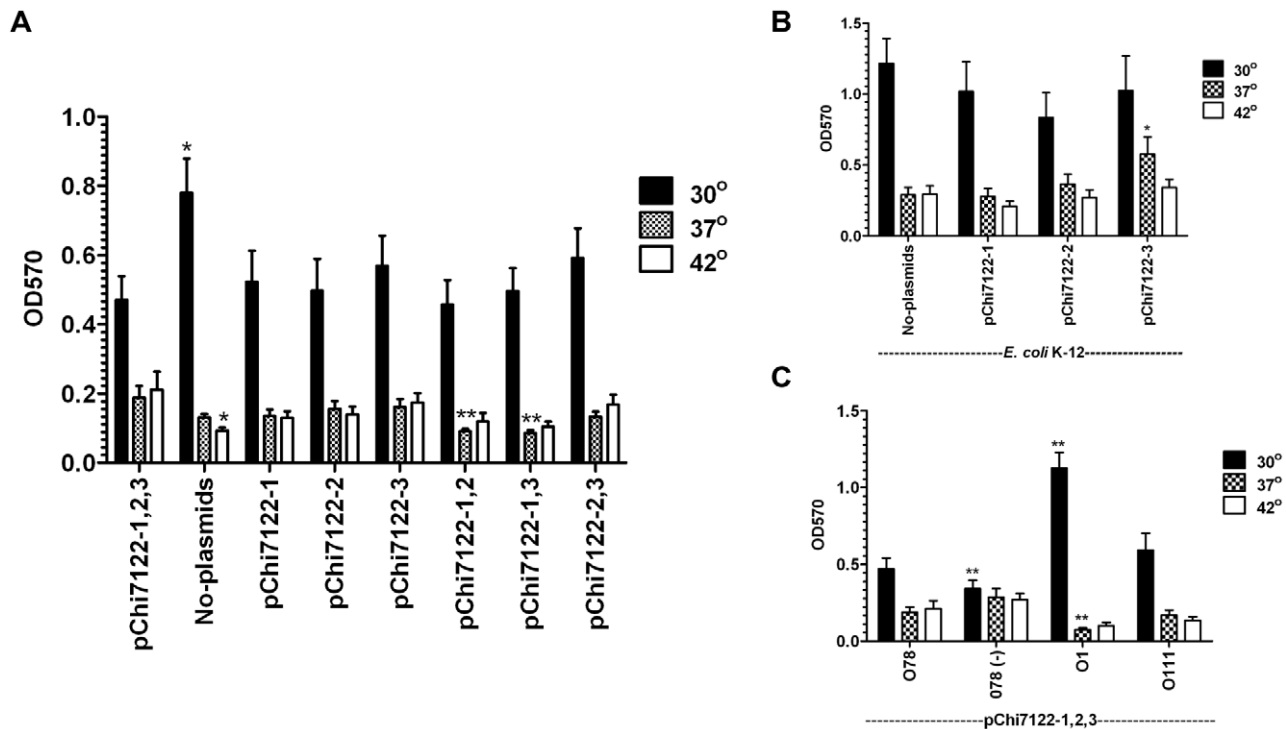 A
OD570
1.0
0.8
0.6
0.4
0.2
0.0
*
*
**
**
pChi7122-1,2,3
No-plasmids
pChi7122-1
pChi7122-2
pChi7122-3
pChi7122-1,2
pChi7122-1,3
pChi7122-2,3
30°
37°
42°
B
OD570
1.5
1.0
0.5
0.0
*
No-plasmids
pChi7122-1
pChi7122-2
pChi7122-3
E. coli K-12
30°
37°
42°
C
OD570
1.5
1.0
0.5
0.0
**
**
**
O78
078 (-)
O1
O111
pChi7122-1,2,3
30°
37°
42°